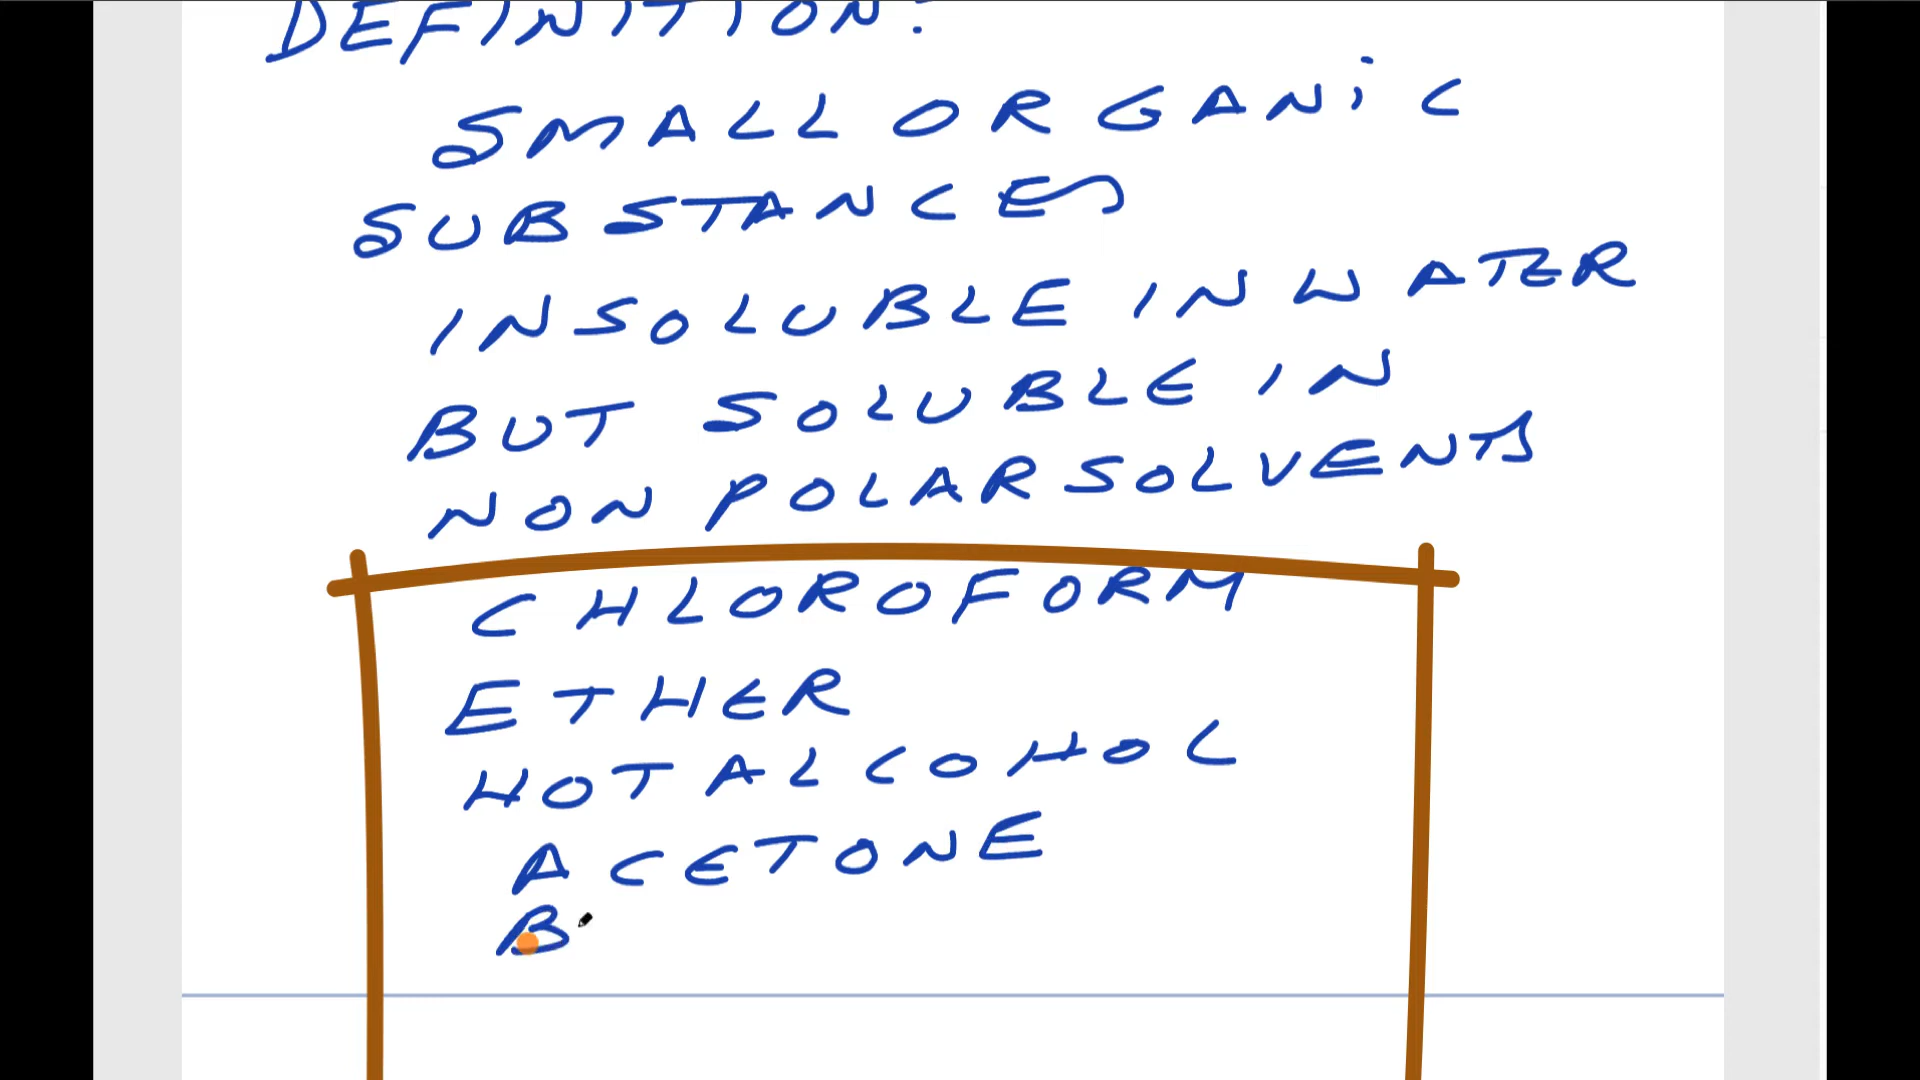 DEFINITION:
SMALL ORGANIC
SUBSTANCES
INSOLUBLE IN WATER
BUT SOLUBLE IN
NON POLAR SOLVENTS
CHLOROFORM
ETHER
HOT ALCOHOL
ACETONE
B